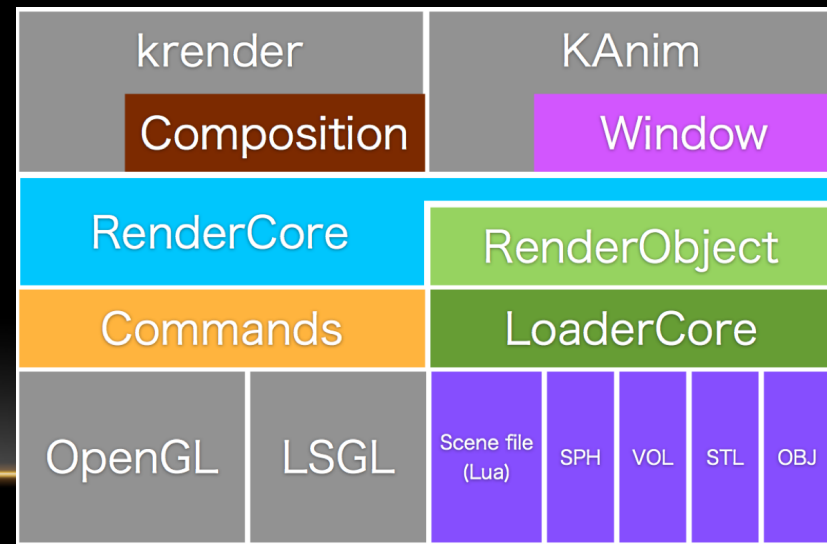 krender
KAnim
Composition
Window
RenderCore
RenderObject
Commands
LoaderCore
OpenGL
LSGL
Scene file
(Lua)
SPH
VOL
STL
OBJ